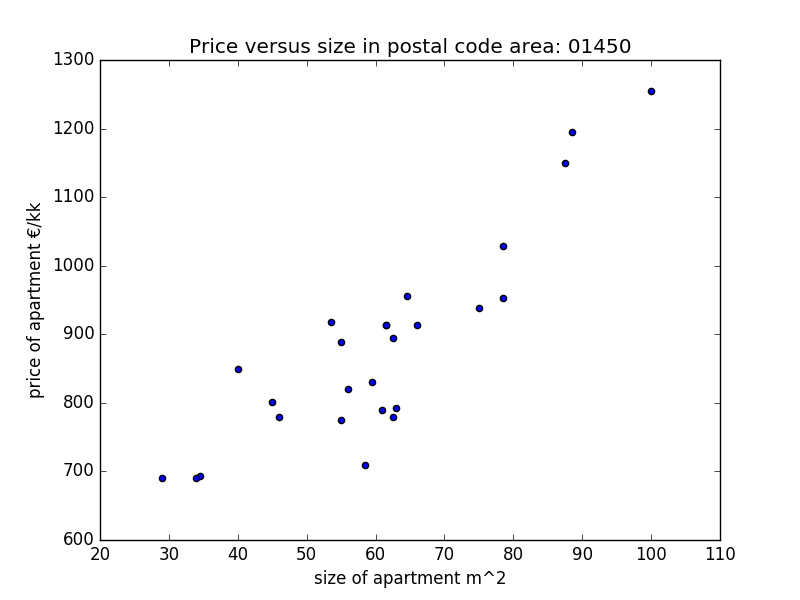 Price versus size in postal code area: 01450
1300
1200
1100
1000
900
800
700
600
price of apartment €/kk
20 30 40 50 60 70 80 90 100 110
size of apartment m^2